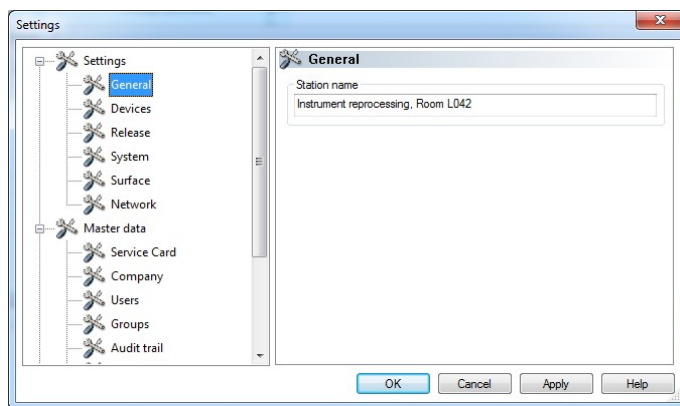 Settings
Settings
General
Devices
Release
System
Surface
Network
Master data
Service Card
Company
Users
Groups
Audit trail
General
Station name
Instrument reprocessing, Room L042
OK
Cancel
Apply
Help